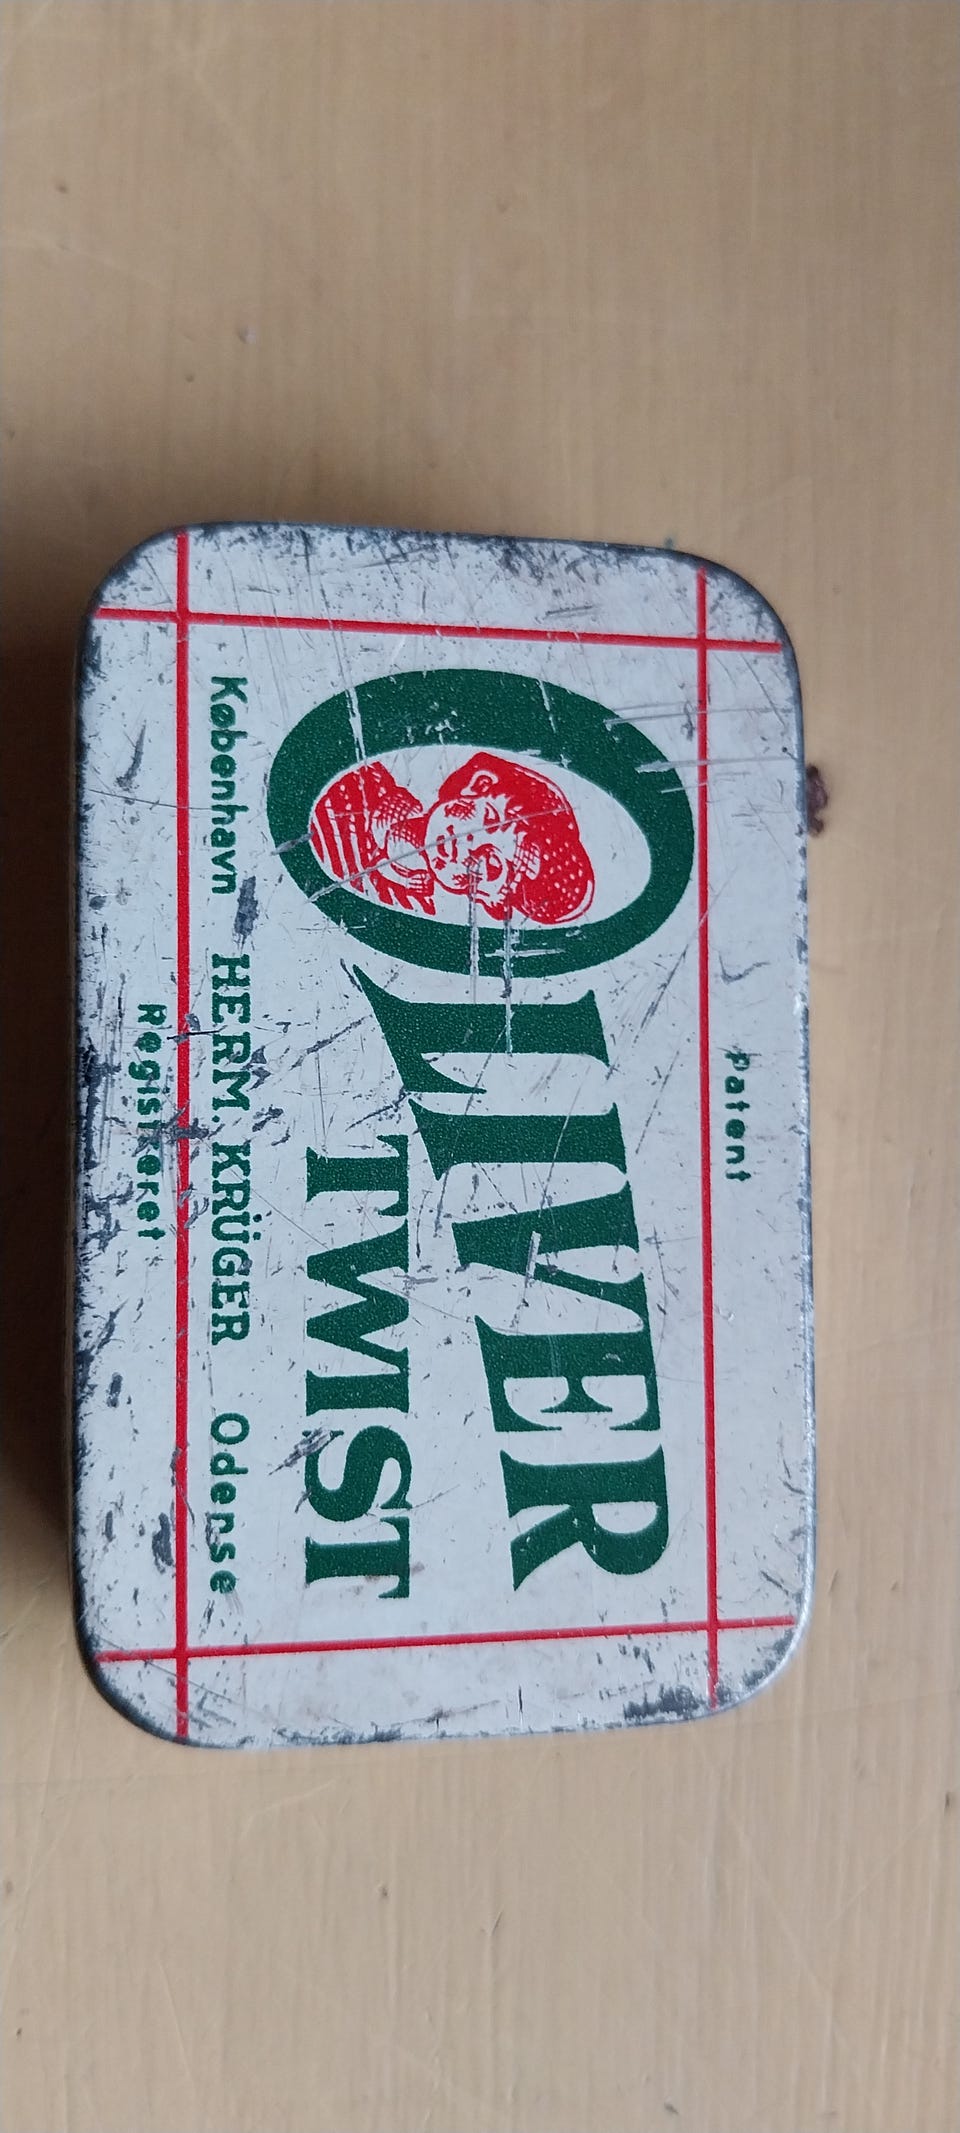 Patent
OLIVER
TWIST
København HERM. KRÜGER Odense
Registreret